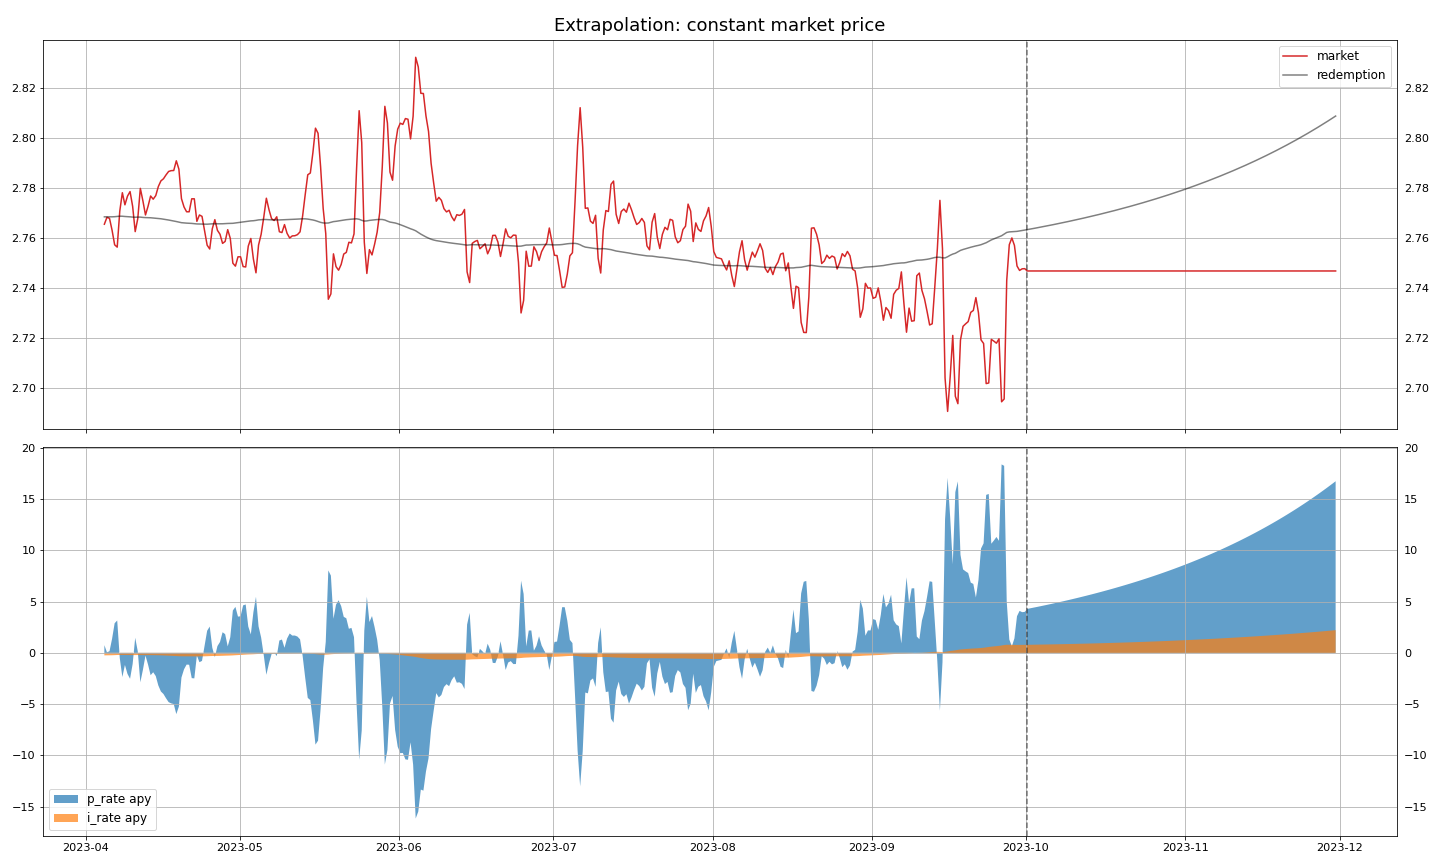 Extrapolation: constant market price
market
redemption
2.82 2.82
2.80 2.80
2.78 2.78
2.76 2.76
2.74 2.74
2.72 2.72
2.70 2.70
20 20
15 15
10 10
5 5
0 0
−5 −5
−10 −10
−15 −15
p_rate apy
i_rate apy
2023-04 2023-05 2023-06 2023-07 2023-08 2023-09 2023-10 2023-11 2023-12